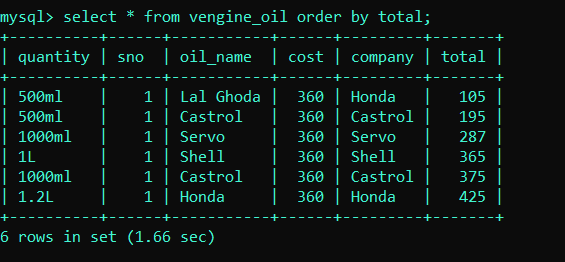 mysql> select * from vengine_oil order by total;
+----------+------+-----------+------+---------+-------+
| quantity | sno  | oil_name  | cost | company | total |
+----------+------+-----------+------+---------+-------+
| 500ml    |    1 | Lal Ghoda |  360 | Honda   |   105 |
| 500ml    |    1 | Castrol   |  360 | Castrol |   195 |
| 1000ml   |    1 | Servo     |  360 | Servo   |   287 |
| 1L       |    1 | Shell     |  360 | Shell   |   365 |
| 1000ml   |    1 | Castrol   |  360 | Castrol |   375 |
| 1.2L     |    1 | Honda     |  360 | Honda   |   425 |
+----------+------+-----------+------+---------+-------+
6 rows in set (1.66 sec)